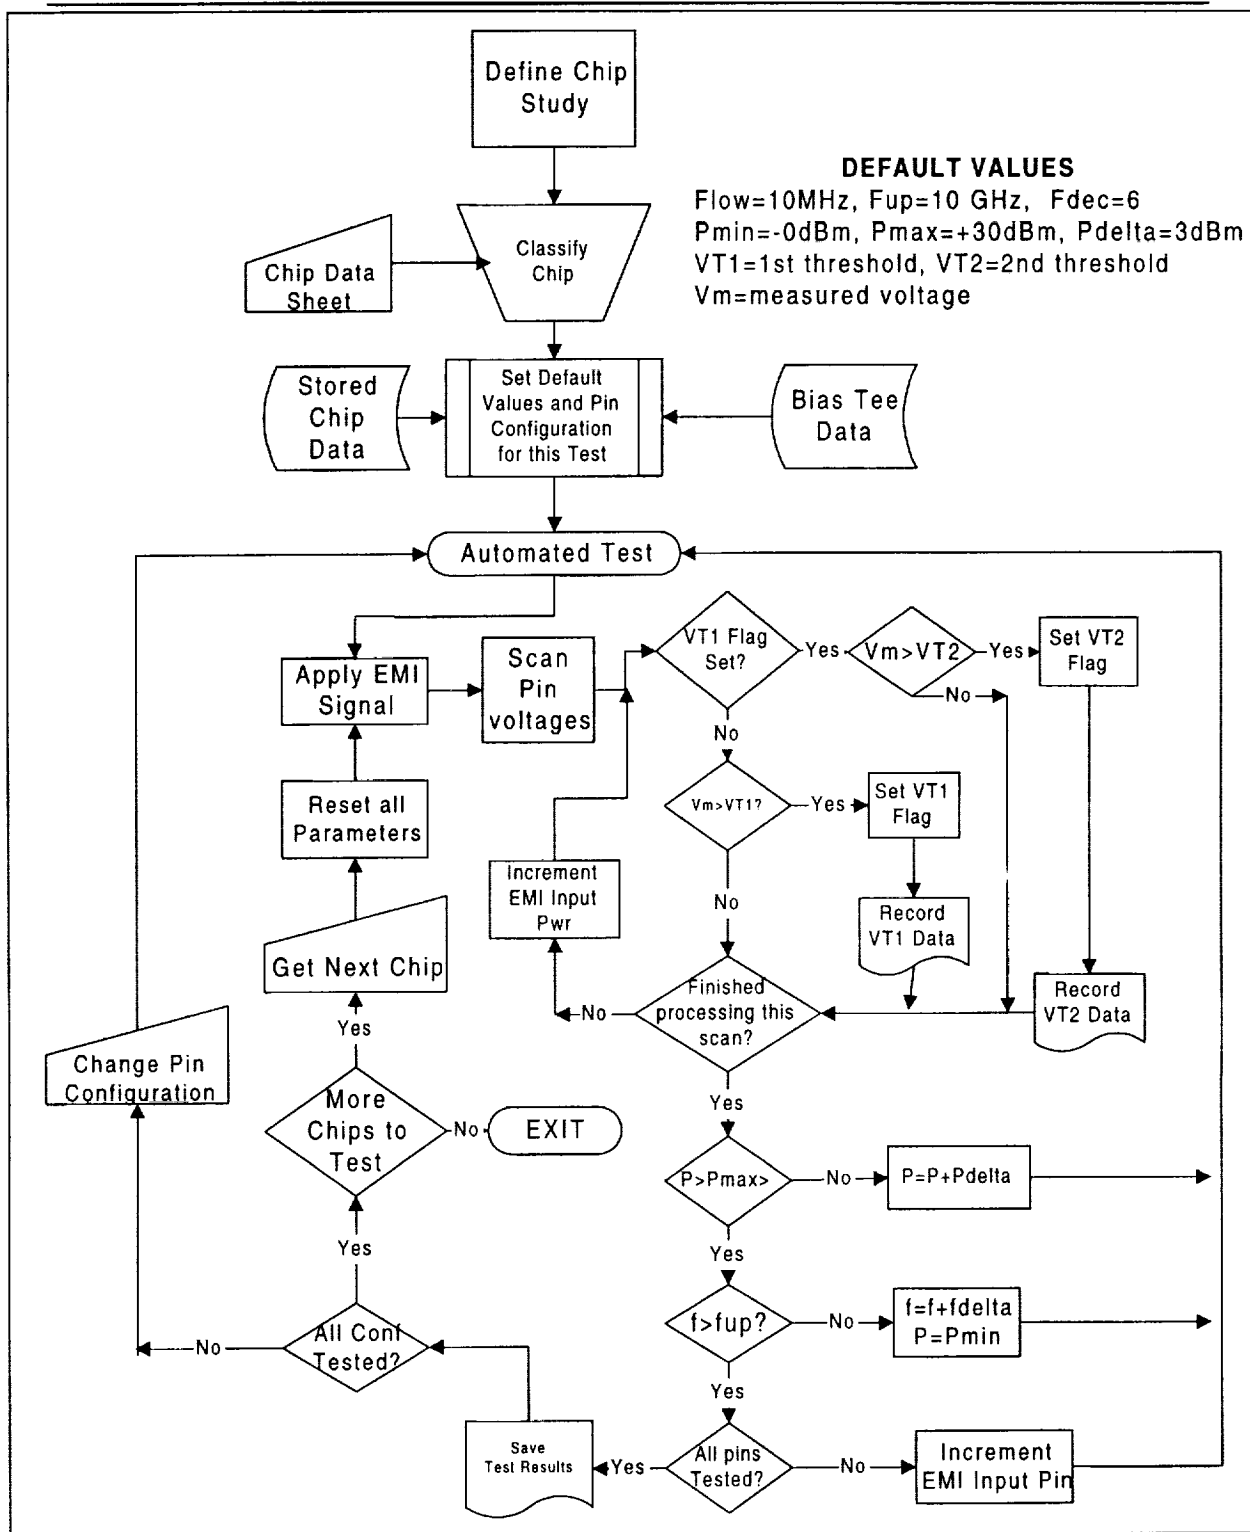 Define Chip
Study
DEFAULT VALUES
Flow=10MHz, Fup=10 GHz, Fdec=6
Pmin=-0dBm, Pmax=+30dBm, Pdelta=3dBm
VT1=1st threshold, VT2=2nd threshold
Vm=measured voltage
Classify
Chip
Chip Data
Sheet
Stored
Chip
Data
Set Default
Values and Pin
Configuration
for this Test
Bias Tee
Data
Automated Test
Apply EMI
Signal
Scan
Pin
voltages
VT1 Flag
Set?
Yes
Vm>VT2
Yes
Set VT2
Flag
No
No
Reset all
Parameters
Vm>VT1?
Yes
Set VT1
Flag
Increment
EMI Input
Pwr
No
Record
VT1 Data
Get Next Chip
Finished
processing this
scan?
No
Record
VT2 Data
Yes
Change Pin
Configuration
More
Chips to
Test
No
EXIT
Yes
P>Pmax>
No
P=P+Pdelta
Yes
Yes
f>fup?
No
f=f+fdelta
P=Pmin
All Conf
Tested?
No
Yes
Save
Test Results
Yes
All pins
Tested?
No
Increment
EMI Input Pin